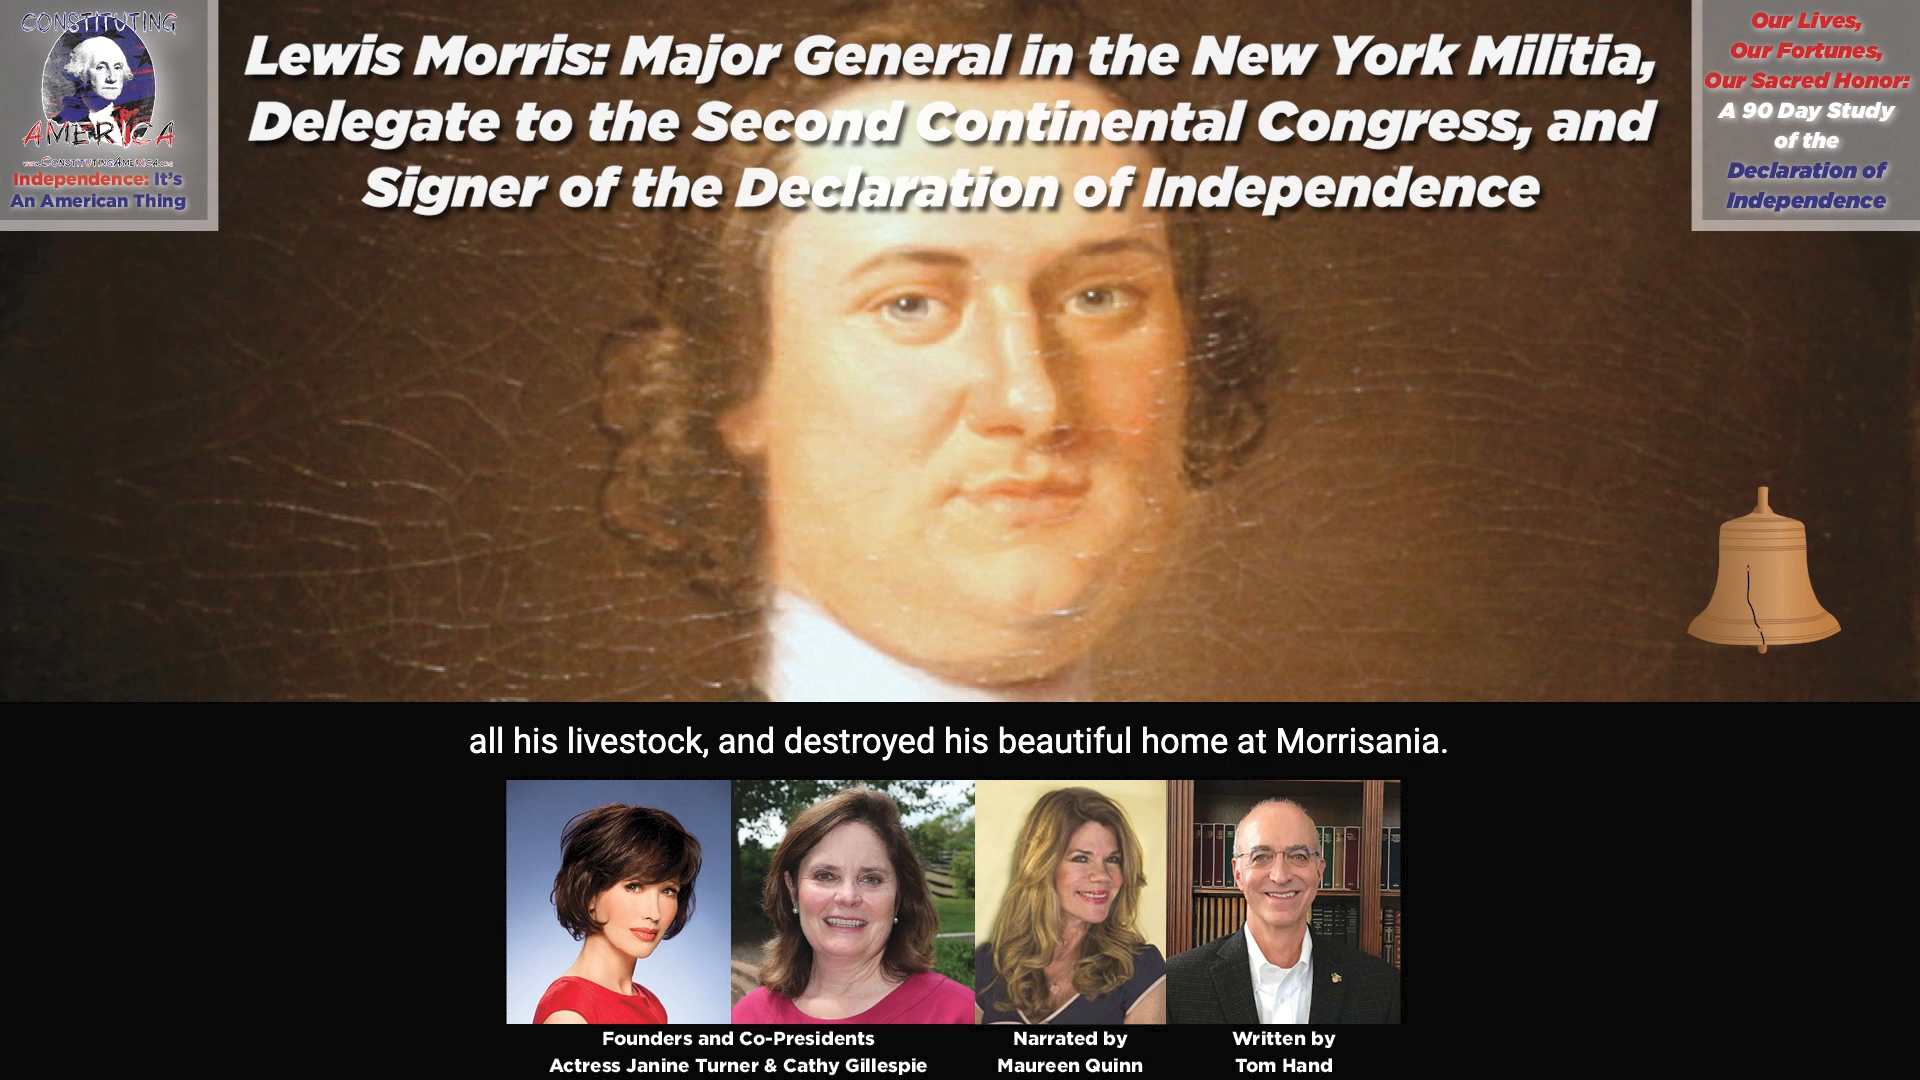 CONSTITUTING
AMERICA
www.ConstitutingAmerica.org
Independence: It's
An American Thing
Lewis Morris: Major General in the New York Militia,
Delegate to the Second Continental Congress, and
Signer of the Declaration of Independence
Our Lives,
Our Fortunes,
Our Sacred Honor:
A 90 Day Study
of the
Declaration of
Independence
all his livestock, and destroyed his beautiful home at Morrisania.
Founders and Co-Presidents
Actress Janine Turner & Cathy Gillespie
Narrated by
Maureen Quinn
Written by
Tom Hand